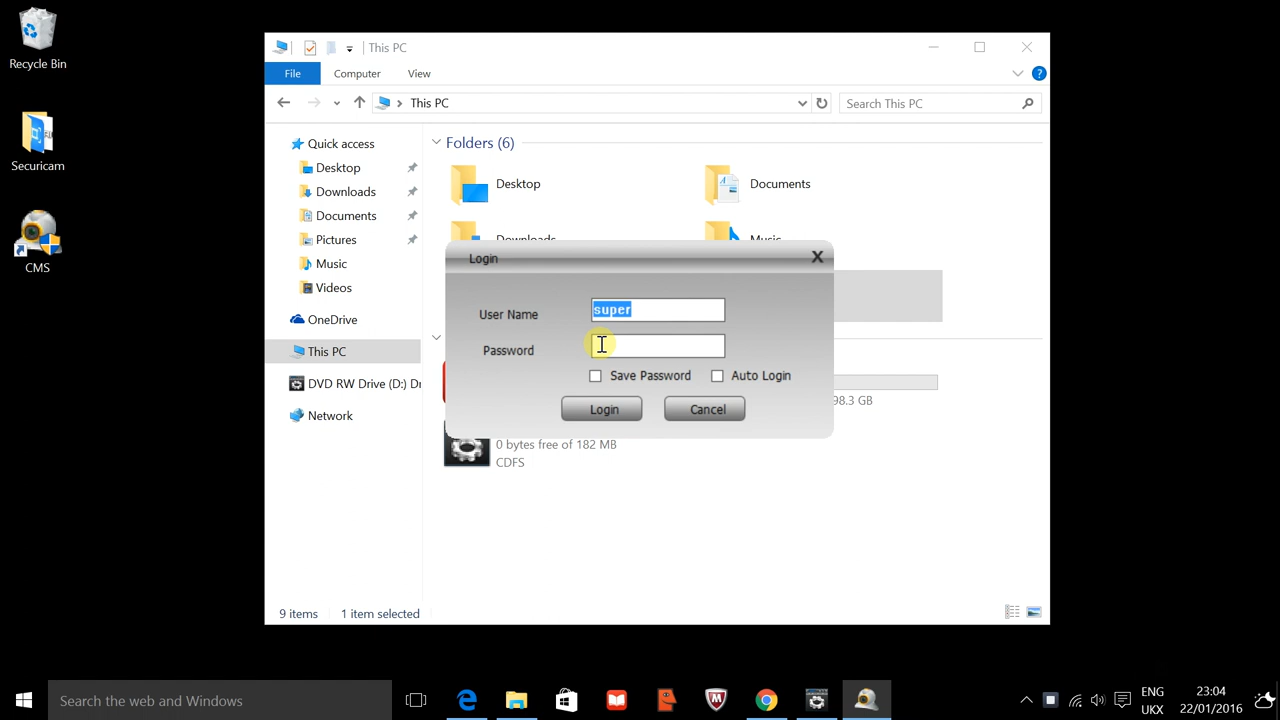 Recycle Bin
Securicam
CMS
This PC
File Computer View
This PC
Search This PC
Quick access
Desktop
Downloads
Documents
Pictures
Music
Videos
OneDrive
This PC
DVD RW Drive (D:) Dr
Network
Folders (6)
Desktop
Documents
Downloads
Music
Login X
User Name super
Password
Save Password Auto Login
Login Cancel
98.3 GB
0 bytes free of 182 MB
CDFS
9 items 1 item selected
Search the web and Windows
ENG
UKX
23:04
22/01/2016